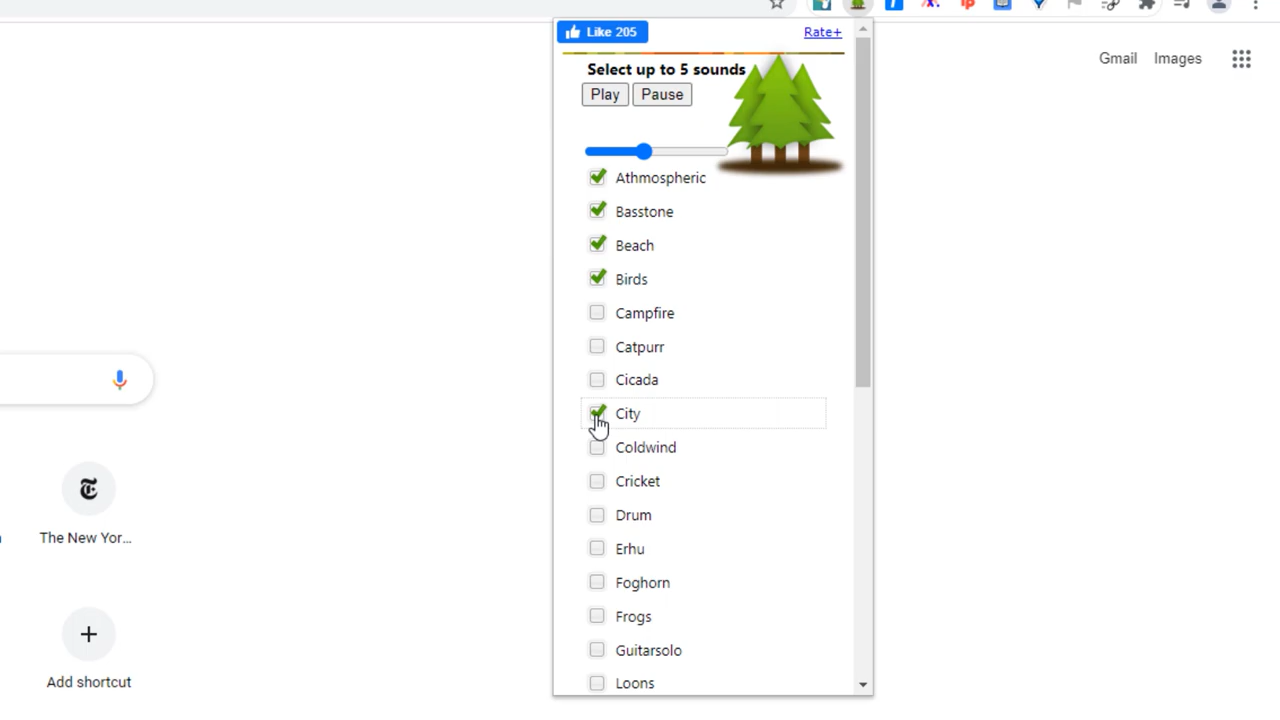 Like 205
Rate+
Gmail
Images
Select up to 5 sounds
Play
Pause
Athmospheric
Basstone
Beach
Birds
Campfire
Catpurr
Cicada
City
Coldwind
Cricket
Drum
Erhu
Foghorn
Frogs
Guitarsolo
Loons
The New Yor...
Add shortcut